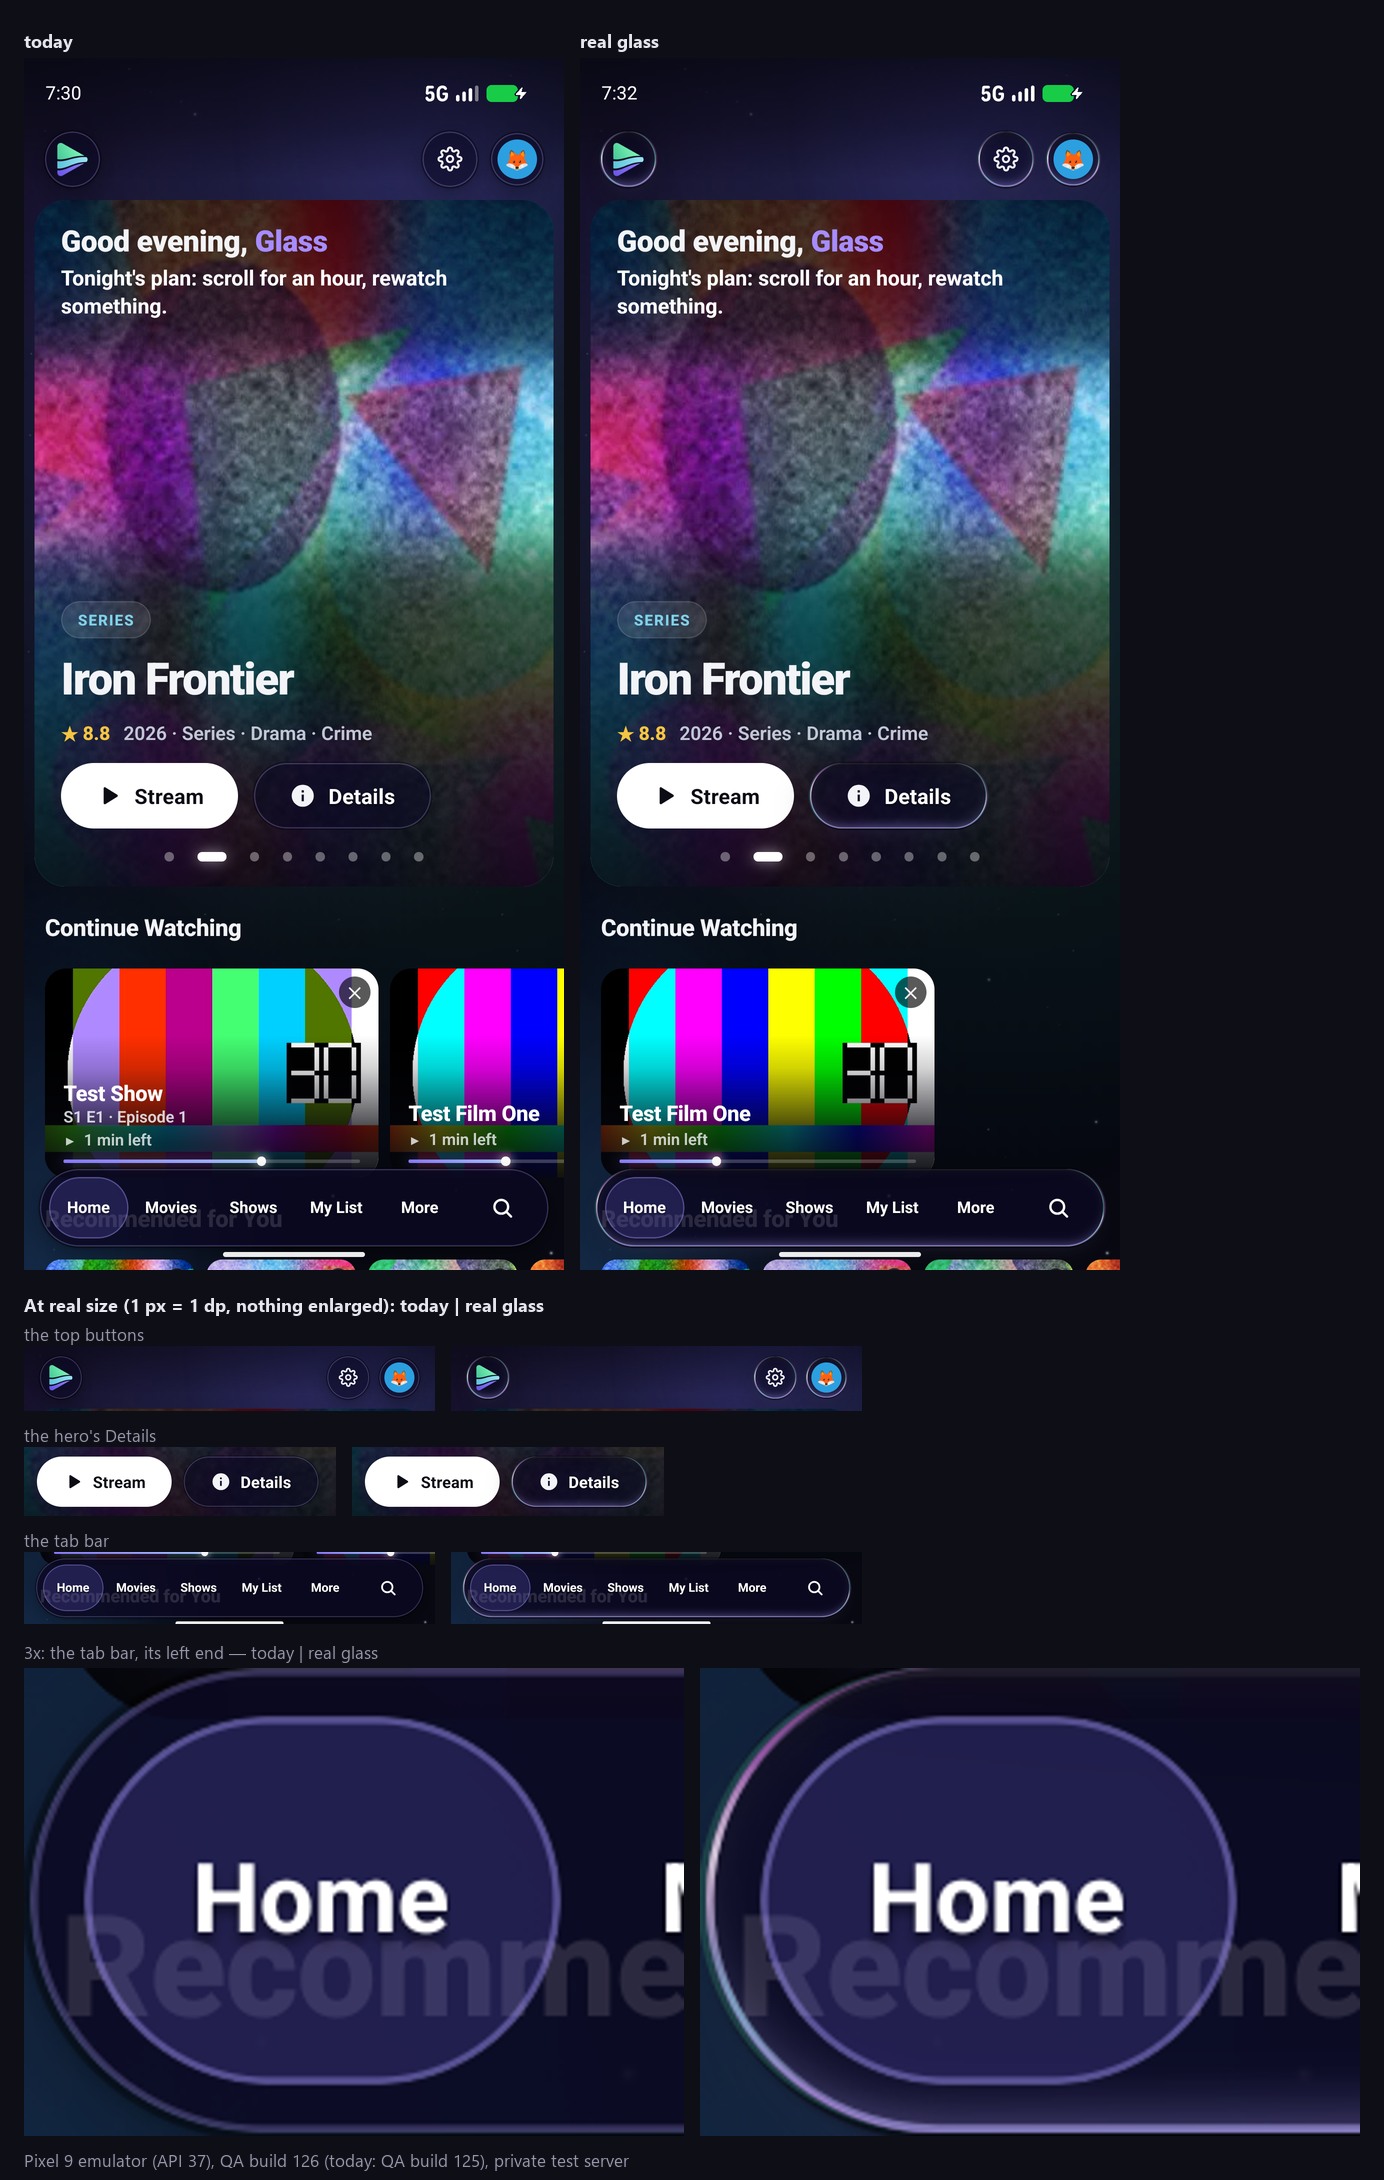 today
real glass
7:30
5G
7:32
5G
Good evening, Glass
Tonight's plan: scroll for an hour, rewatch
something.
Good evening, Glass
Tonight's plan: scroll for an hour, rewatch
something.
SERIES
SERIES
Iron Frontier
Iron Frontier
★ 8.8 2026 · Series · Drama · Crime
★ 8.8 2026 · Series · Drama · Crime
Stream
Details
Stream
Details
Continue Watching
Continue Watching
Test Show
S1 E1 · Episode 1
1 min left
Test Film One
1 min left
Test Film One
1 min left
Home Movies Shows My List More
Recommended for You
Home Movies Shows My List More
Recommended for You
At real size (1 px = 1 dp, nothing enlarged): today | real glass
the top buttons
the hero's Details
Stream
Details
Stream
Details
the tab bar
Home Movies Shows My List More
Recommended for You
Home Movies Shows My List More
Recommended for You
3x: the tab bar, its left end — today | real glass
Home
Recomme
Home
Recomme
Pixel 9 emulator (API 37), QA build 126 (today: QA build 125), private test server